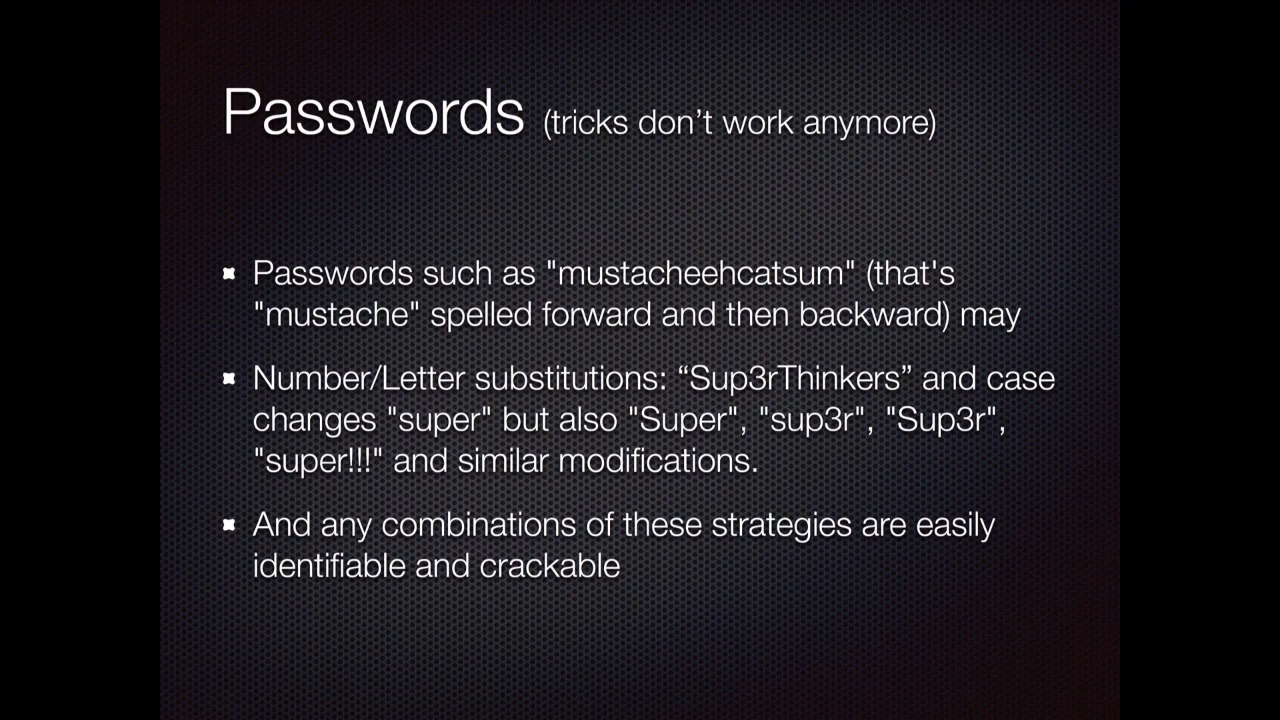 Passwords (tricks don't work anymore)
Passwords such as "mustacheehcatsum" (that's
"mustache" spelled forward and then backward) may
Number/Letter substitutions: “Sup3rThinkers” and case
changes "super" but also "Super", "sup3r", "Sup3r",
"super!!!" and similar modifications.
And any combinations of these strategies are easily
identifiable and crackable